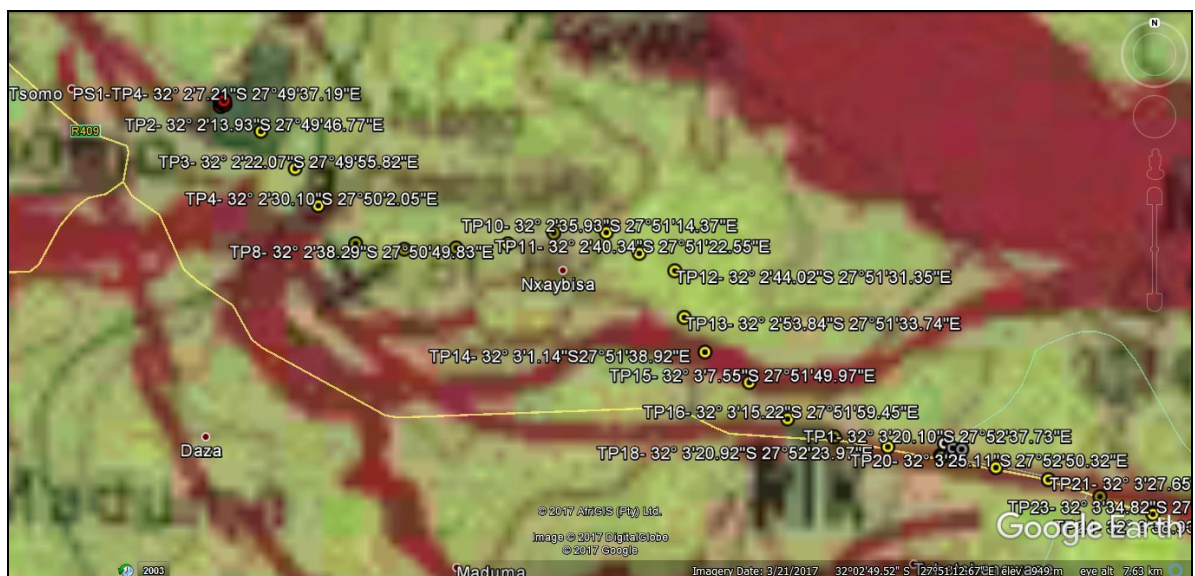 N
Tsomo PS1-TP4- 32° 2'7.21"S 27°49'37.19"E
R409
TP2- 32° 2'13.93"S 27°49'46.77"E
TP3- 32° 2'22.07"S 27°49'55.82"E
TP4- 32° 2'30.10"S 27°50'2.05"E
TP10- 32° 2'35.93"S 27°51'14.37"E
TP8- 32° 2'38.29"S 27°50'49.83"E
TP11- 32° 2'40.34"S 27°51'22.55"E
TP12- 32° 2'44.02"S 27°51'31.35"E
Nxaybisa
TP13- 32° 2'53.84"S 27°51'33.74"E
TP14- 32° 3'1.14"S27°51'38.92"E
TP15- 32° 3'7.55"S 27°51'49.97"E
TP16- 32° 3'15.22"S 27°51'59.45"E
TP1- 32° 3'20.10"S 27°52'37.73"E
Daza
TP18- 32° 3'20.92"S 27°52'23.97"E
TP20- 32° 3'25.11"S 27°52'50.32"E
TP21- 32° 3'27.65
TP23- 32° 3'34.82"S 27
© 2017 AfriGIS (Pty) Ltd.
Image © 2017 DigitalGlobe
© 2017 Google
Google Earth
2003
Maduma
Imagery Date: 3/21/2017 32°02'49.52" S 27°51'12.67" E elev 949 m eye alt 7.63 km